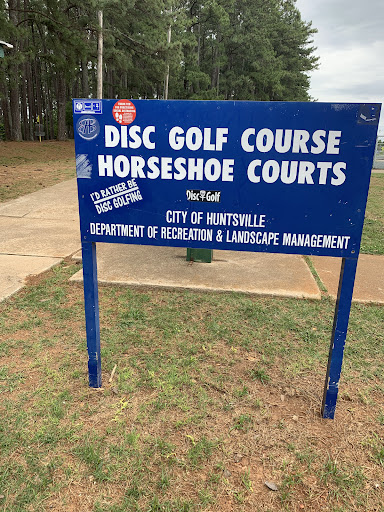 DISC GOLF COURSE
HORSESHOE COURTS
I'D RATHER BE
DISC GOLFING
Disc Golf
CITY OF HUNTSVILLE
DEPARTMENT OF RECREATION & LANDSCAPE MANAGEMENT